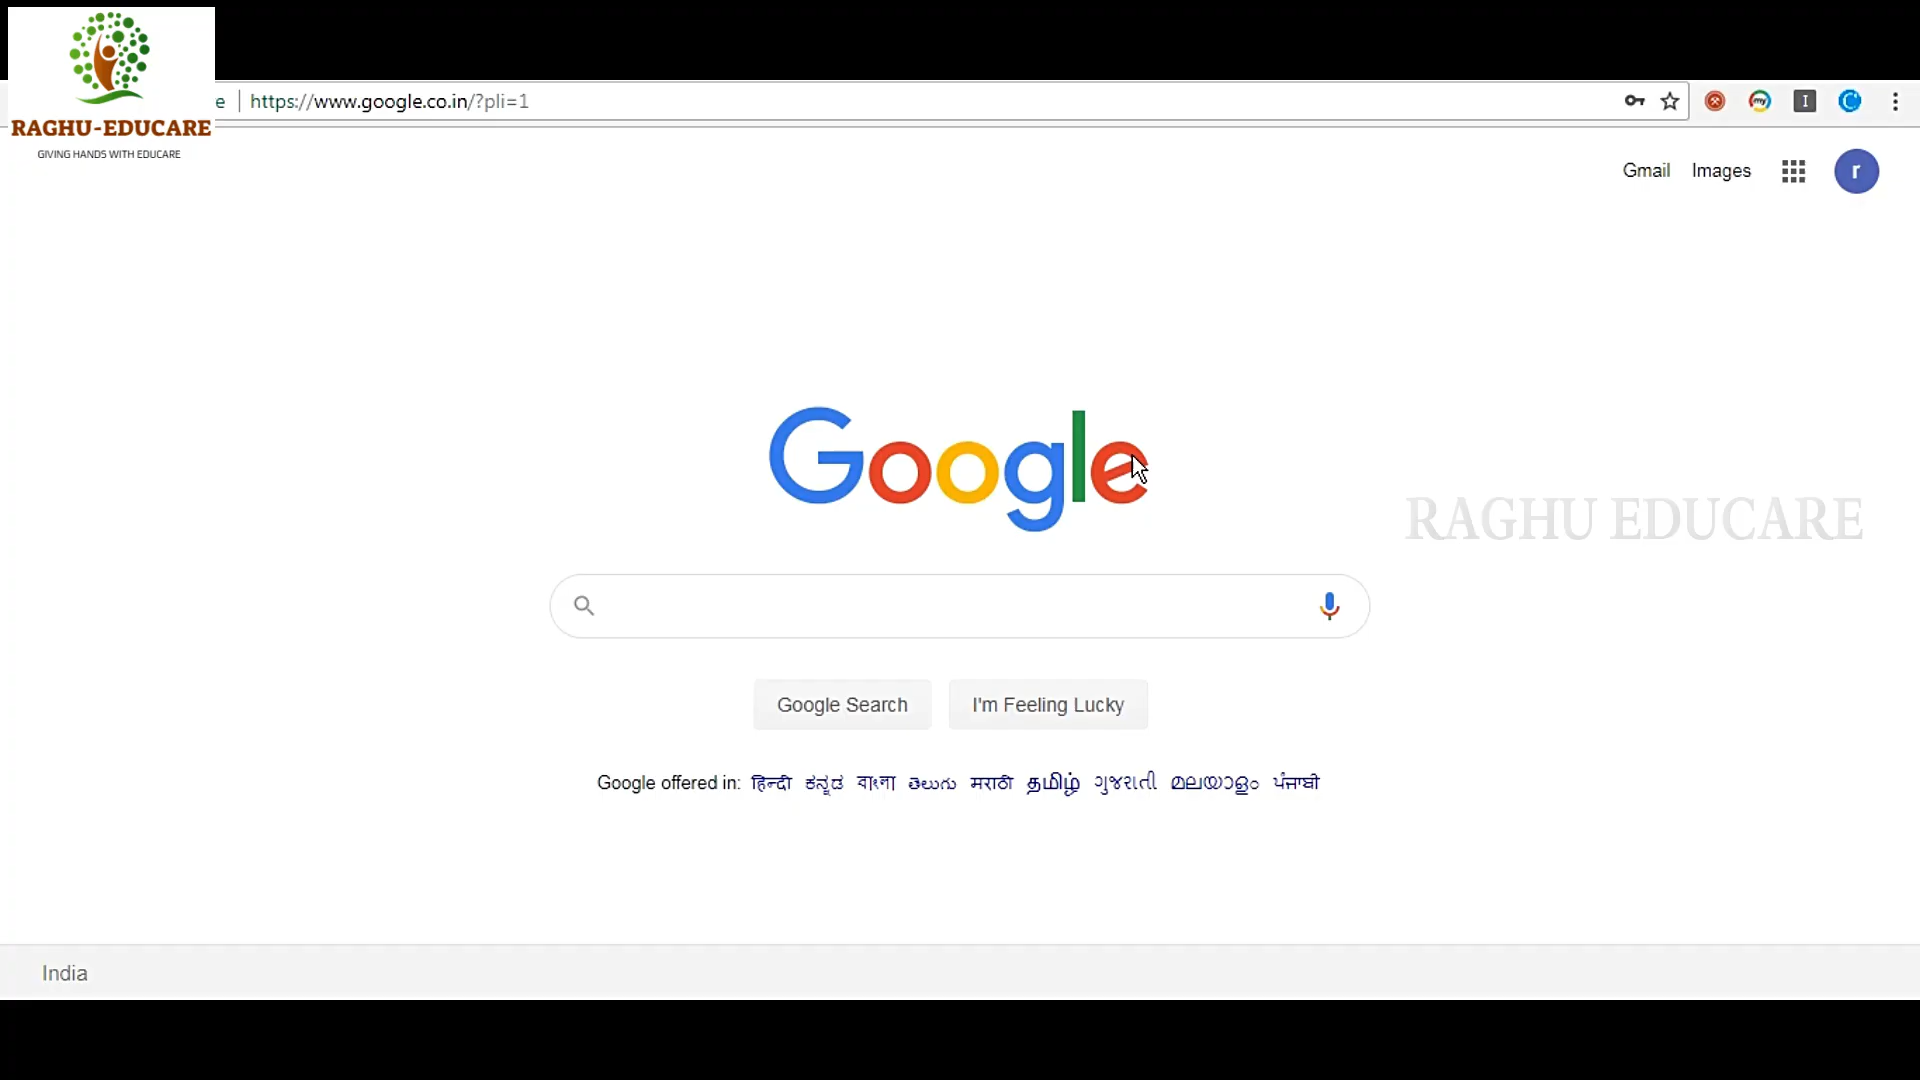 RAGHU-EDUCARE
GIVING HANDS WITH EDUCARE
e | https://www.google.co.in/?pli=1
Gmail Images r
Google
RAGHU EDUCARE
Google Search I'm Feeling Lucky
Google offered in: हिन्दी ಕನ್ನಡ বাংলা తెలుగు मराठी தமிழ் ગુજરાતી മലയാളം ਪੰਜਾਬੀ
India